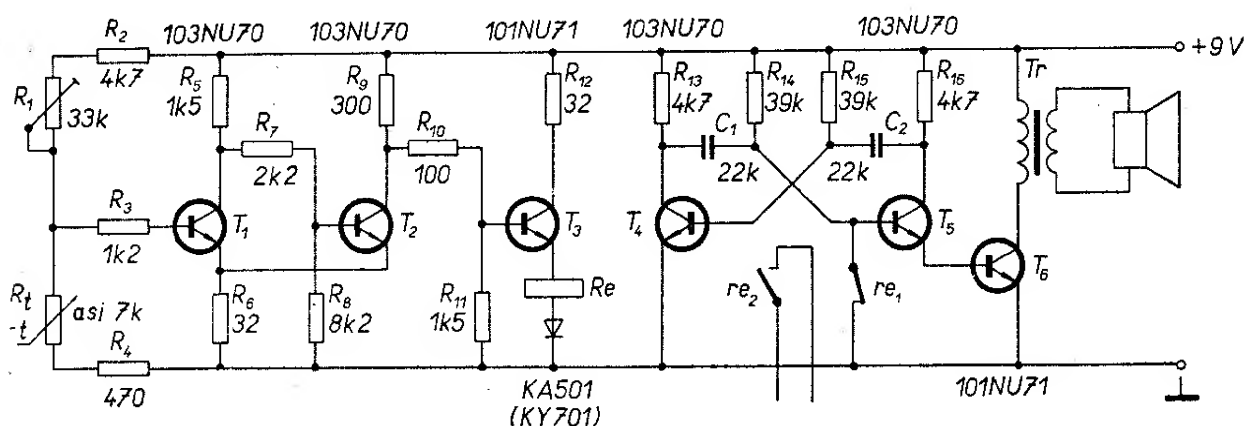 R2
4k7
103NU70
103NU70
101NU71
103NU70
103NU70
+9V
R1
33k
R5
1k5
R9
300
R12
32
R13
4k7
R14
39k
R15
39k
R16
4k7
Tr
R7
2k2
R10
100
C1
22k
C2
22k
R3
1k2
T1
T2
T3
T4
T5
T6
Rt
-t
asi 7k
R4
470
R6
32
R8
8k2
R11
1k5
Re
re2
re1
KA501
(KY701)
101NU71